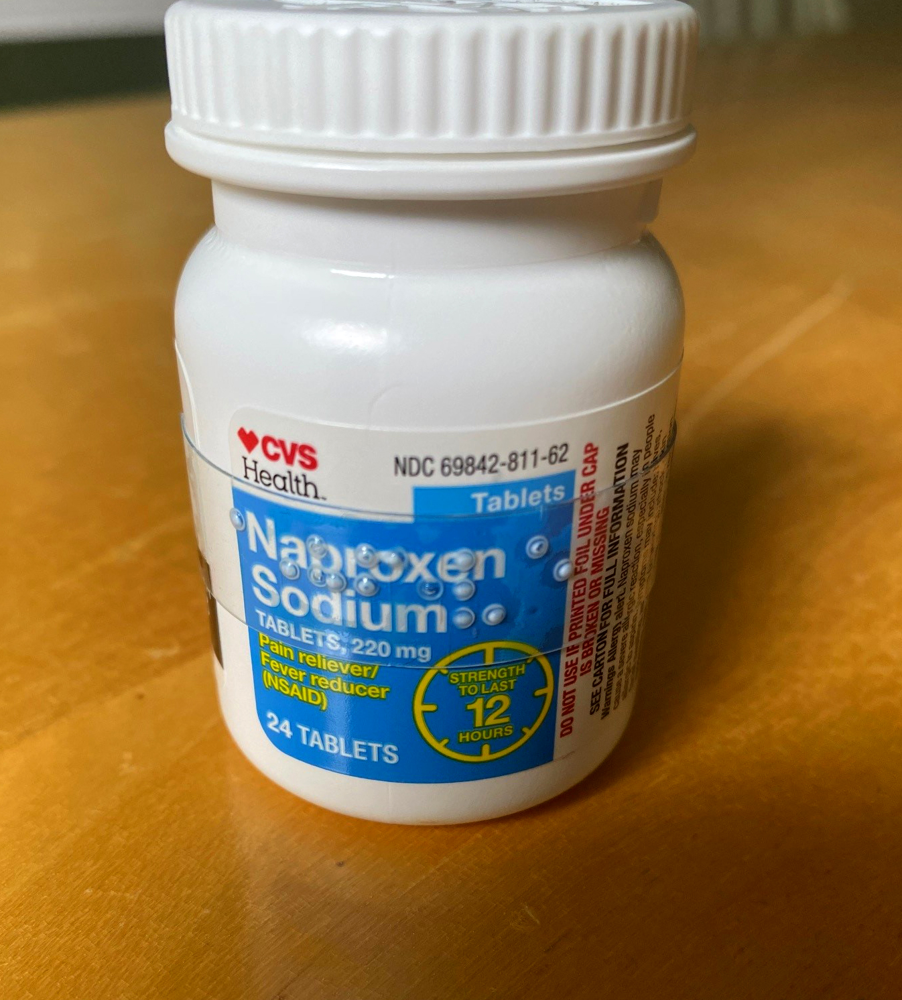 CVS
Health™
NDC 69842-811-62
Tablets
Naproxen
Sodium
TABLETS, 220 mg
Pain reliever/
Fever reducer
(NSAID)
24 TABLETS
STRENGTH
TO LAST
12
HOURS
DO NOT USE IF PRINTED FOIL UNDER CAP
IS BROKEN OR MISSING
SEE CARTON FOR FULL INFORMATION
Warnings Allergy alert: Naproxen sodium may
cause a severe allergic reaction, especially in people